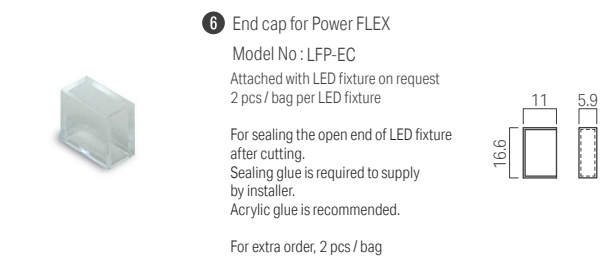 6 End cap for Power FLEX
Model No : LFP-EC
Attached with LED fixture on request
2 pcs / bag per LED fixture
For sealing the open end of LED fixture
after cutting.
Sealing glue is required to supply
by installer.
Acrylic glue is recommended.
For extra order, 2 pcs / bag
11 5.9
16.6